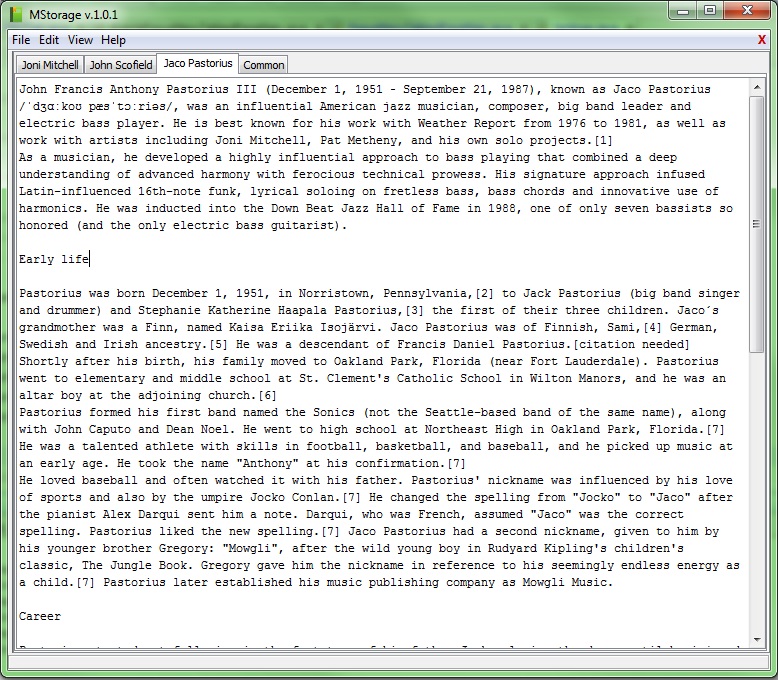 MStorage v.1.0.1
File Edit View Help X
Joni Mitchell John Scofield Jaco Pastorius Common
John Francis Anthony Pastorius III (December 1, 1951 - September 21, 1987), known as Jaco Pastorius
/ˈdʒɑːkoʊ pæsˈtɔːriəs/, was an influential American jazz musician, composer, big band leader and
electric bass player. He is best known for his work with Weather Report from 1976 to 1981, as well as
work with artists including Joni Mitchell, Pat Metheny, and his own solo projects.[1]
As a musician, he developed a highly influential approach to bass playing that combined a deep
understanding of advanced harmony with ferocious technical prowess. His signature approach infused
Latin-influenced 16th-note funk, lyrical soloing on fretless bass, bass chords and innovative use of
harmonics. He was inducted into the Down Beat Jazz Hall of Fame in 1988, one of only seven bassists so
honored (and the only electric bass guitarist).
Early life
Pastorius was born December 1, 1951, in Norristown, Pennsylvania,[2] to Jack Pastorius (big band singer
and drummer) and Stephanie Katherine Haapala Pastorius,[3] the first of their three children. Jaco´s
grandmother was a Finn, named Kaisa Eriika Isojärvi. Jaco Pastorius was of Finnish, Sami,[4] German,
Swedish and Irish ancestry.[5] He was a descendant of Francis Daniel Pastorius.[citation needed]
Shortly after his birth, his family moved to Oakland Park, Florida (near Fort Lauderdale). Pastorius
went to elementary and middle school at St. Clement's Catholic School in Wilton Manors, and he was an
altar boy at the adjoining church.[6]
Pastorius formed his first band named the Sonics (not the Seattle-based band of the same name), along
with John Caputo and Dean Noel. He went to high school at Northeast High in Oakland Park, Florida.[7]
He was a talented athlete with skills in football, basketball, and baseball, and he picked up music at
an early age. He took the name "Anthony" at his confirmation.[7]
He loved baseball and often watched it with his father. Pastorius' nickname was influenced by his love
of sports and also by the umpire Jocko Conlan.[7] He changed the spelling from "Jocko" to "Jaco" after
the pianist Alex Darqui sent him a note. Darqui, who was French, assumed "Jaco" was the correct
spelling. Pastorius liked the new spelling.[7] Jaco Pastorius had a second nickname, given to him by
his younger brother Gregory: "Mowgli", after the wild young boy in Rudyard Kipling's children's
classic, The Jungle Book. Gregory gave him the nickname in reference to his seemingly endless energy as
a child.[7] Pastorius later established his music publishing company as Mowgli Music.
Career